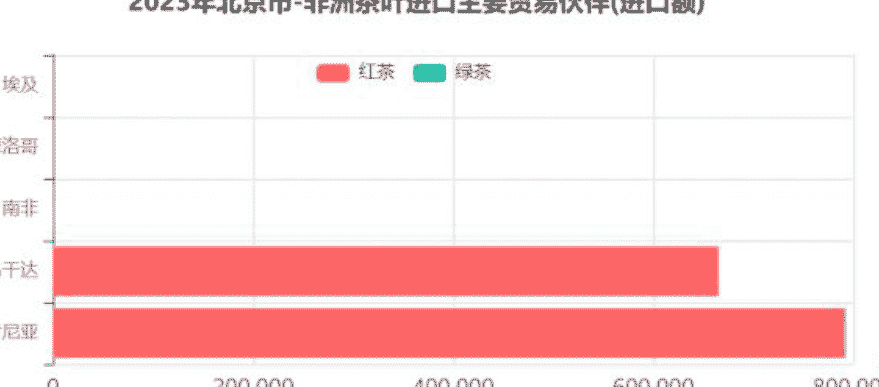 2023年北京市-非洲茶叶进口主要贸易伙伴(进口额)
红茶 绿茶
埃及
洛哥
南非
干达
尼亚
0 200,000 400,000 600,000 800,00